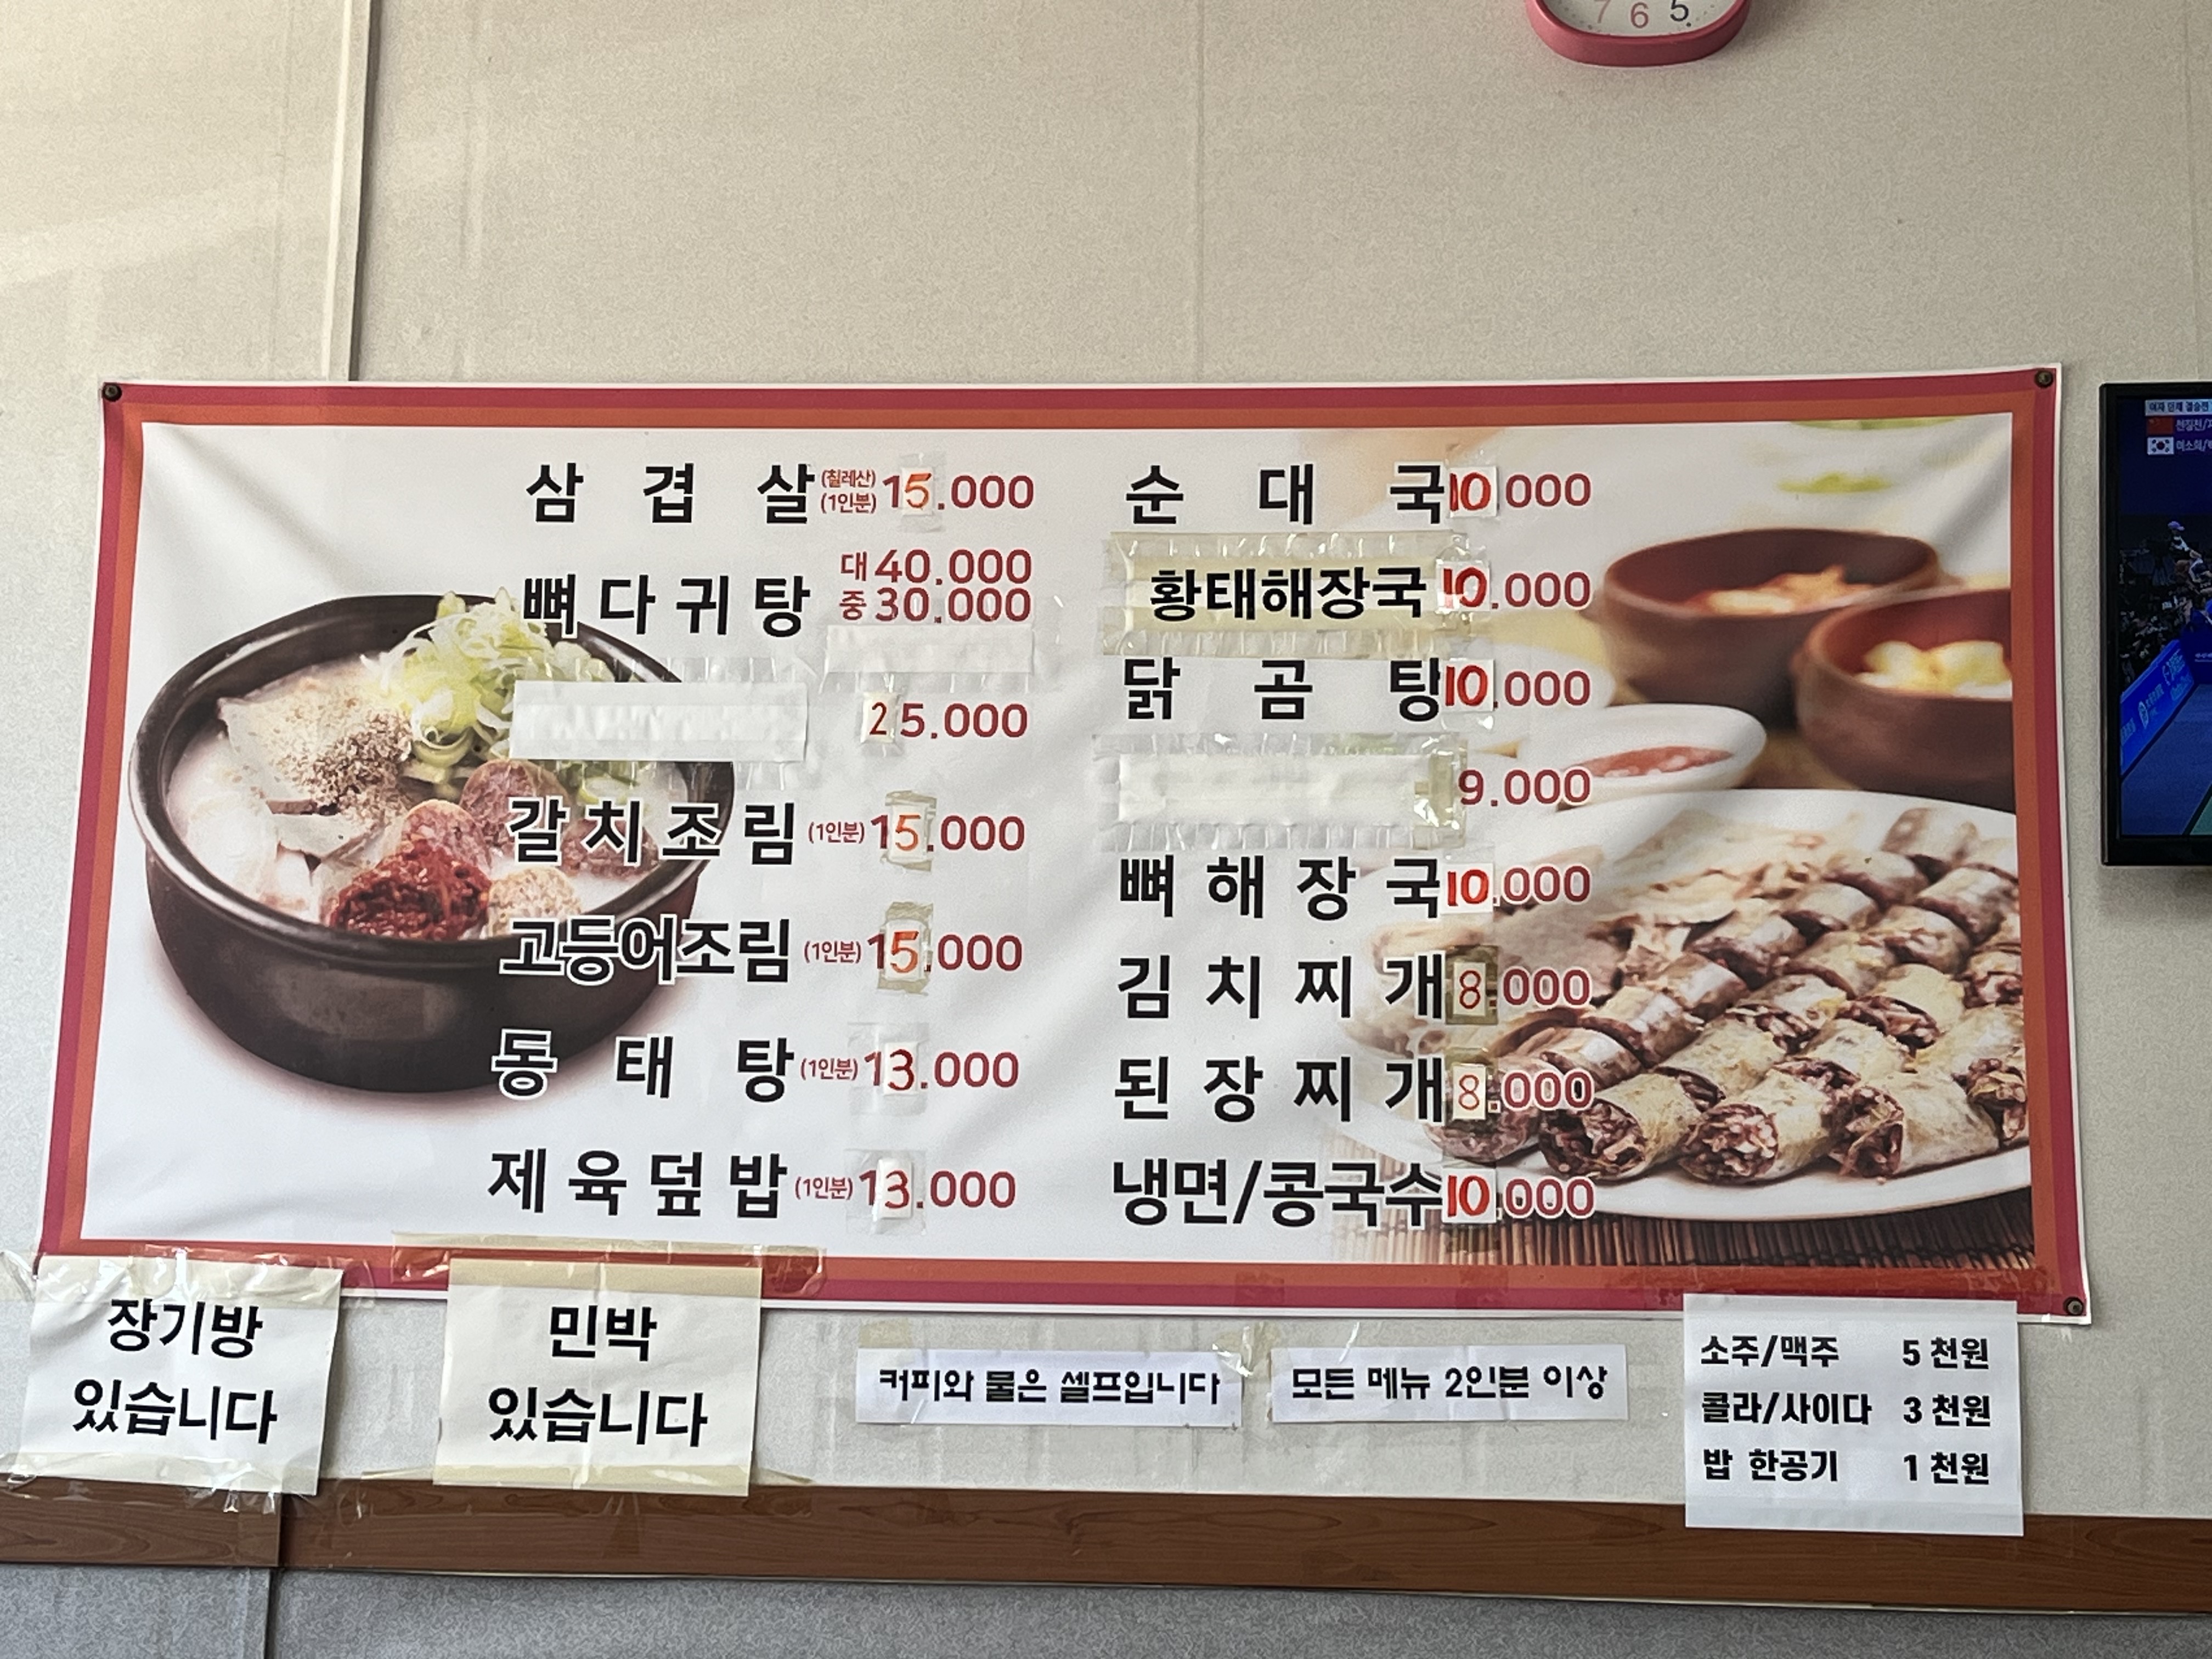 삼겹살 (칠레산) (1인분) 15.000
뼈다귀탕 대 40.000
중 30.000
25.000
갈치조림 (1인분) 15.000
고등어조림 (1인분) 15.000
동태탕 (1인분) 13.000
제육덮밥 (1인분) 13.000
순대국 10.000
황태해장국 10.000
닭곰탕 10.000
9.000
뼈해장국 10.000
김치찌개 8.000
된장찌개 8.000
냉면/콩국수 10.000
장기방
있습니다
민박
있습니다
커피와 물은 셀프입니다
모든 메뉴 2인분 이상
소주/맥주 5천원
콜라/사이다 3천원
밥 한공기 1천원
7 6 5